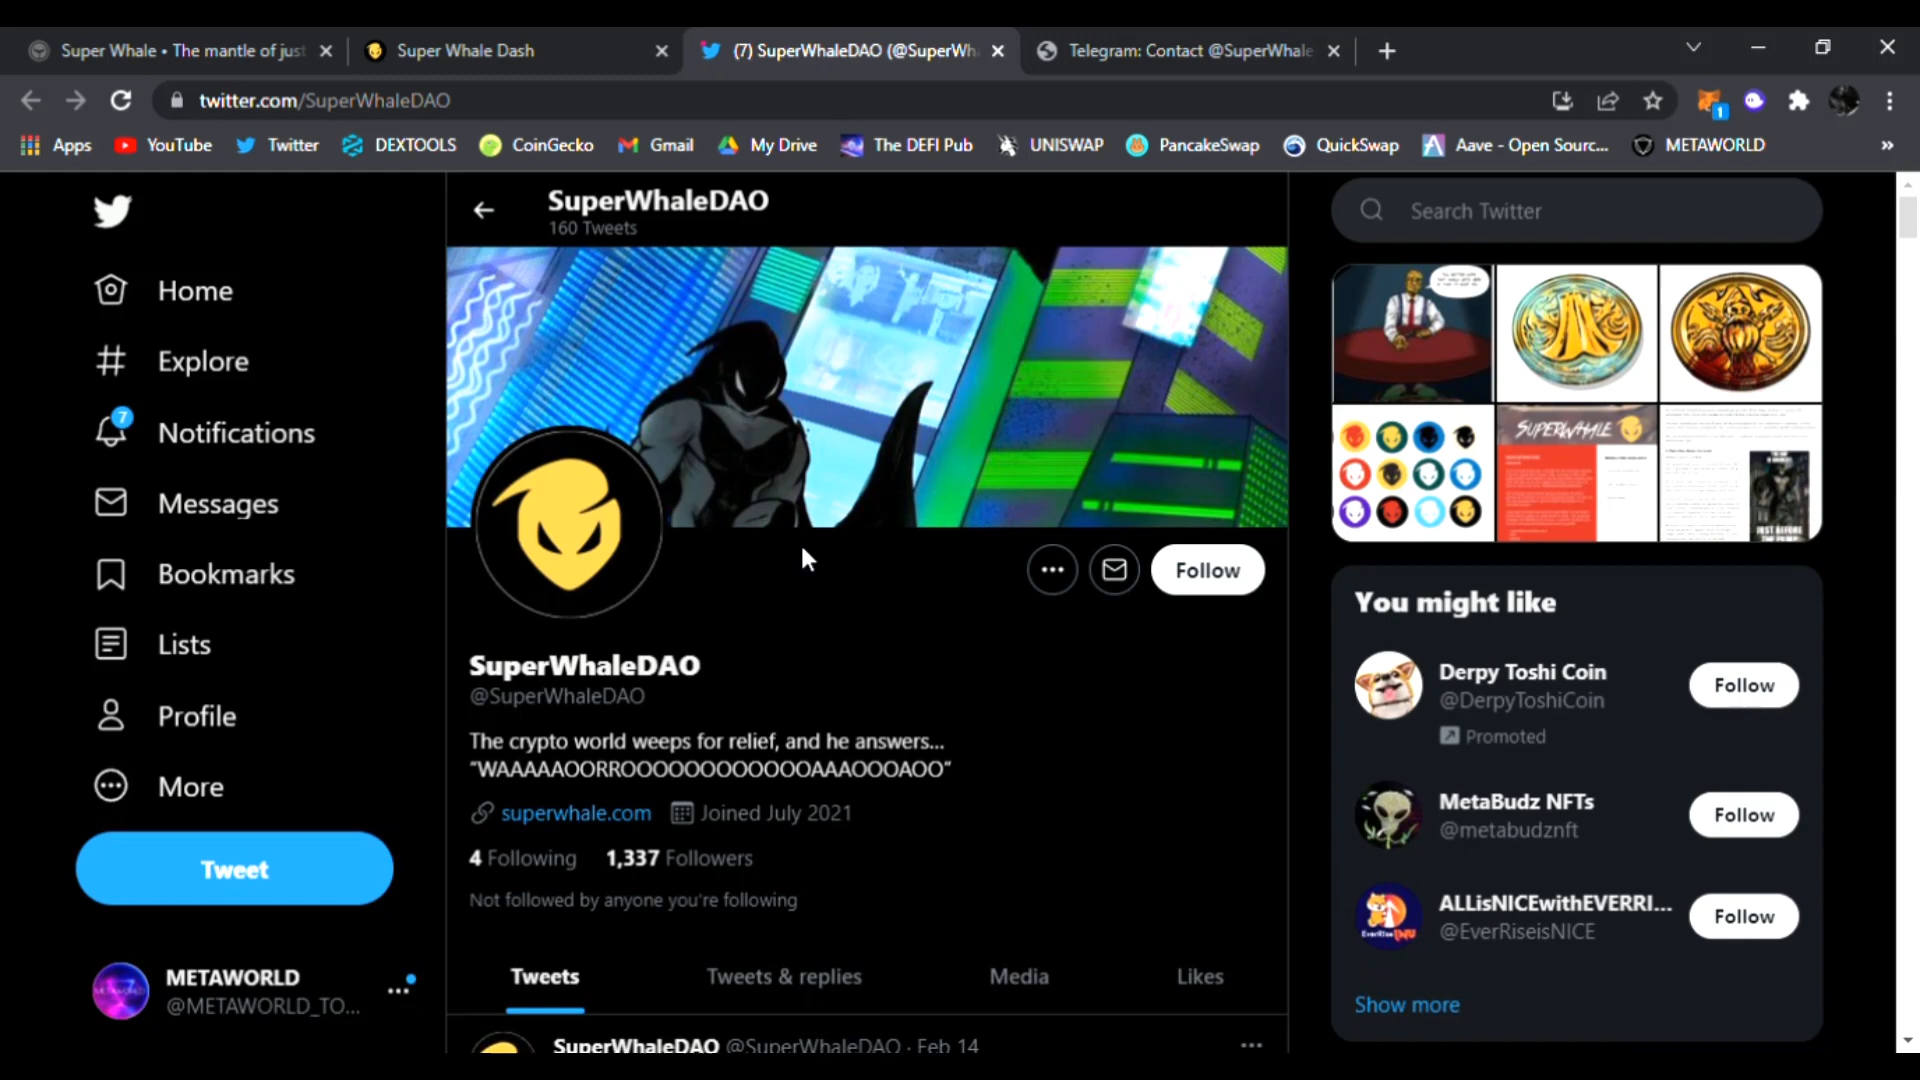 Super Whale • The mantle of just
Super Whale Dash
(7) SuperWhaleDAO (@SuperWh
Telegram: Contact @SuperWhale
twitter.com/SuperWhaleDAO
1
Apps
YouTube
Twitter
DEXTOOLS
CoinGecko
Gmail
My Drive
The DEFI Pub
UNISWAP
PancakeSwap
QuickSwap
Aave - Open Sourc...
METAWORLD
»
SuperWhaleDAO
160 Tweets
Search Twitter
Home
Explore
7
Notifications
Messages
Bookmarks
Lists
Profile
More
Tweet
METAWORLD
@METAWORLD_TO...
Follow
SuperWhaleDAO
@SuperWhaleDAO
The crypto world weeps for relief, and he answers...
"WAAAAAOORROOOOOOOOOOOOAAAOOOAOO"
superwhale.com Joined July 2021
4 Following 1,337 Followers
Not followed by anyone you're following
Tweets
Tweets & replies
Media
Likes
SuperWhaleDAO @SuperWhaleDAO · Feb 14
SUPERWHALE
JUST BEFORE
You might like
Derpy Toshi Coin
@DerpyToshiCoin
Promoted
Follow
MetaBudz NFTs
@metabudznft
Follow
ALLisNICEwithEVERRI...
@EverRiseisNICE
Follow
Show more